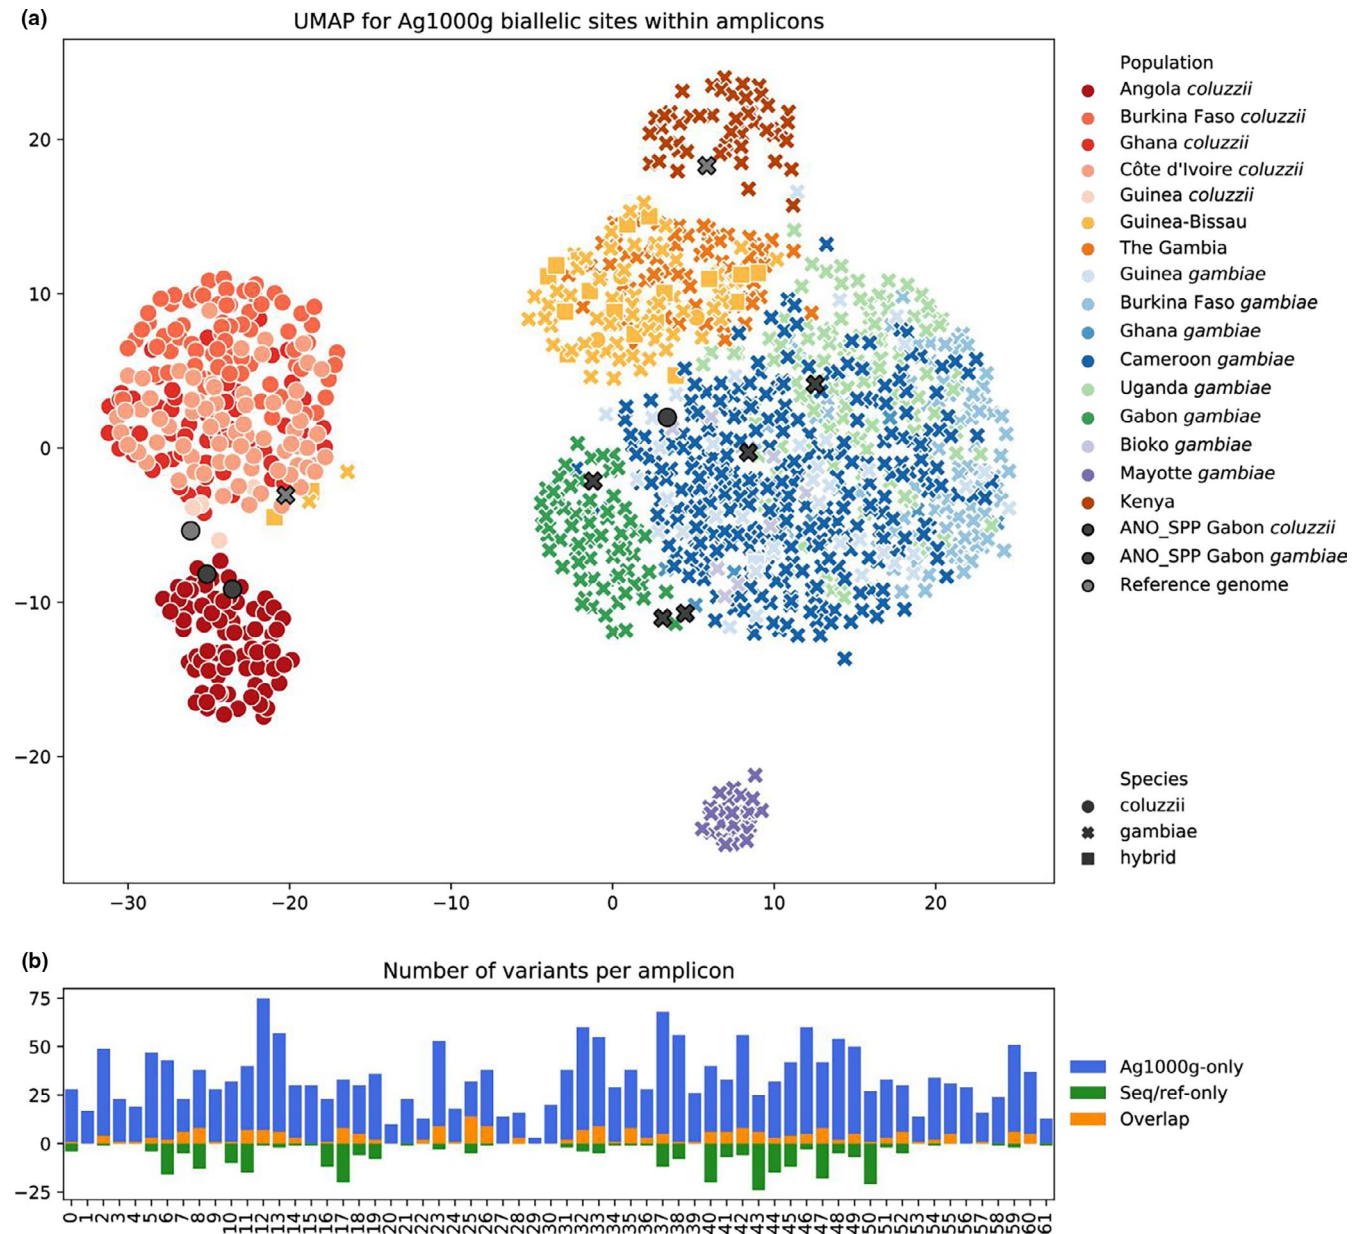 (a)
UMAP for Ag1000g biallelic sites within amplicons
20
10
0
−10
−20
−30 −20 −10 0 10 20
Population
Angola coluzzii
Burkina Faso coluzzii
Ghana coluzzii
Côte d'Ivoire coluzzii
Guinea coluzzii
Guinea-Bissau
The Gambia
Guinea gambiae
Burkina Faso gambiae
Ghana gambiae
Cameroon gambiae
Uganda gambiae
Gabon gambiae
Bioko gambiae
Mayotte gambiae
Kenya
ANO_SPP Gabon coluzzii
ANO_SPP Gabon gambiae
Reference genome
Species
coluzzii
gambiae
hybrid
(b)
Number of variants per amplicon
75
50
25
0
−25
0 1 2 3 4 5 6 7 8 9 10 11 12 13 14 15 16 17 18 19 20 21 22 23 24 25 26 27 28 29 30 31 32 33 34 35 36 37 38 39 40 41 42 43 44 45 46 47 48 49 50 51 52 53 54 55 56 57 58 59 60 61
Ag1000g-only
Seq/ref-only
Overlap